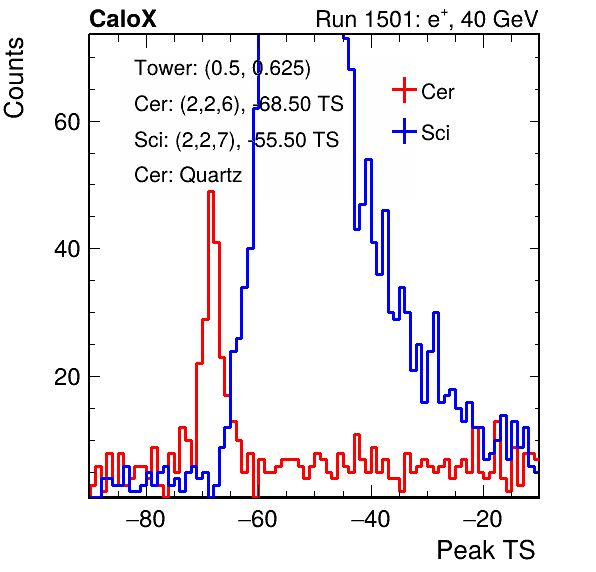 CaloX Run 1501: e⁺, 40 GeV
Counts
Tower: (0.5, 0.625)
Cer: (2,2,6), -68.50 TS
Sci: (2,2,7), -55.50 TS
Cer: Quartz
Cer
Sci
60
40
20
−80 −60 −40 −20
Peak TS